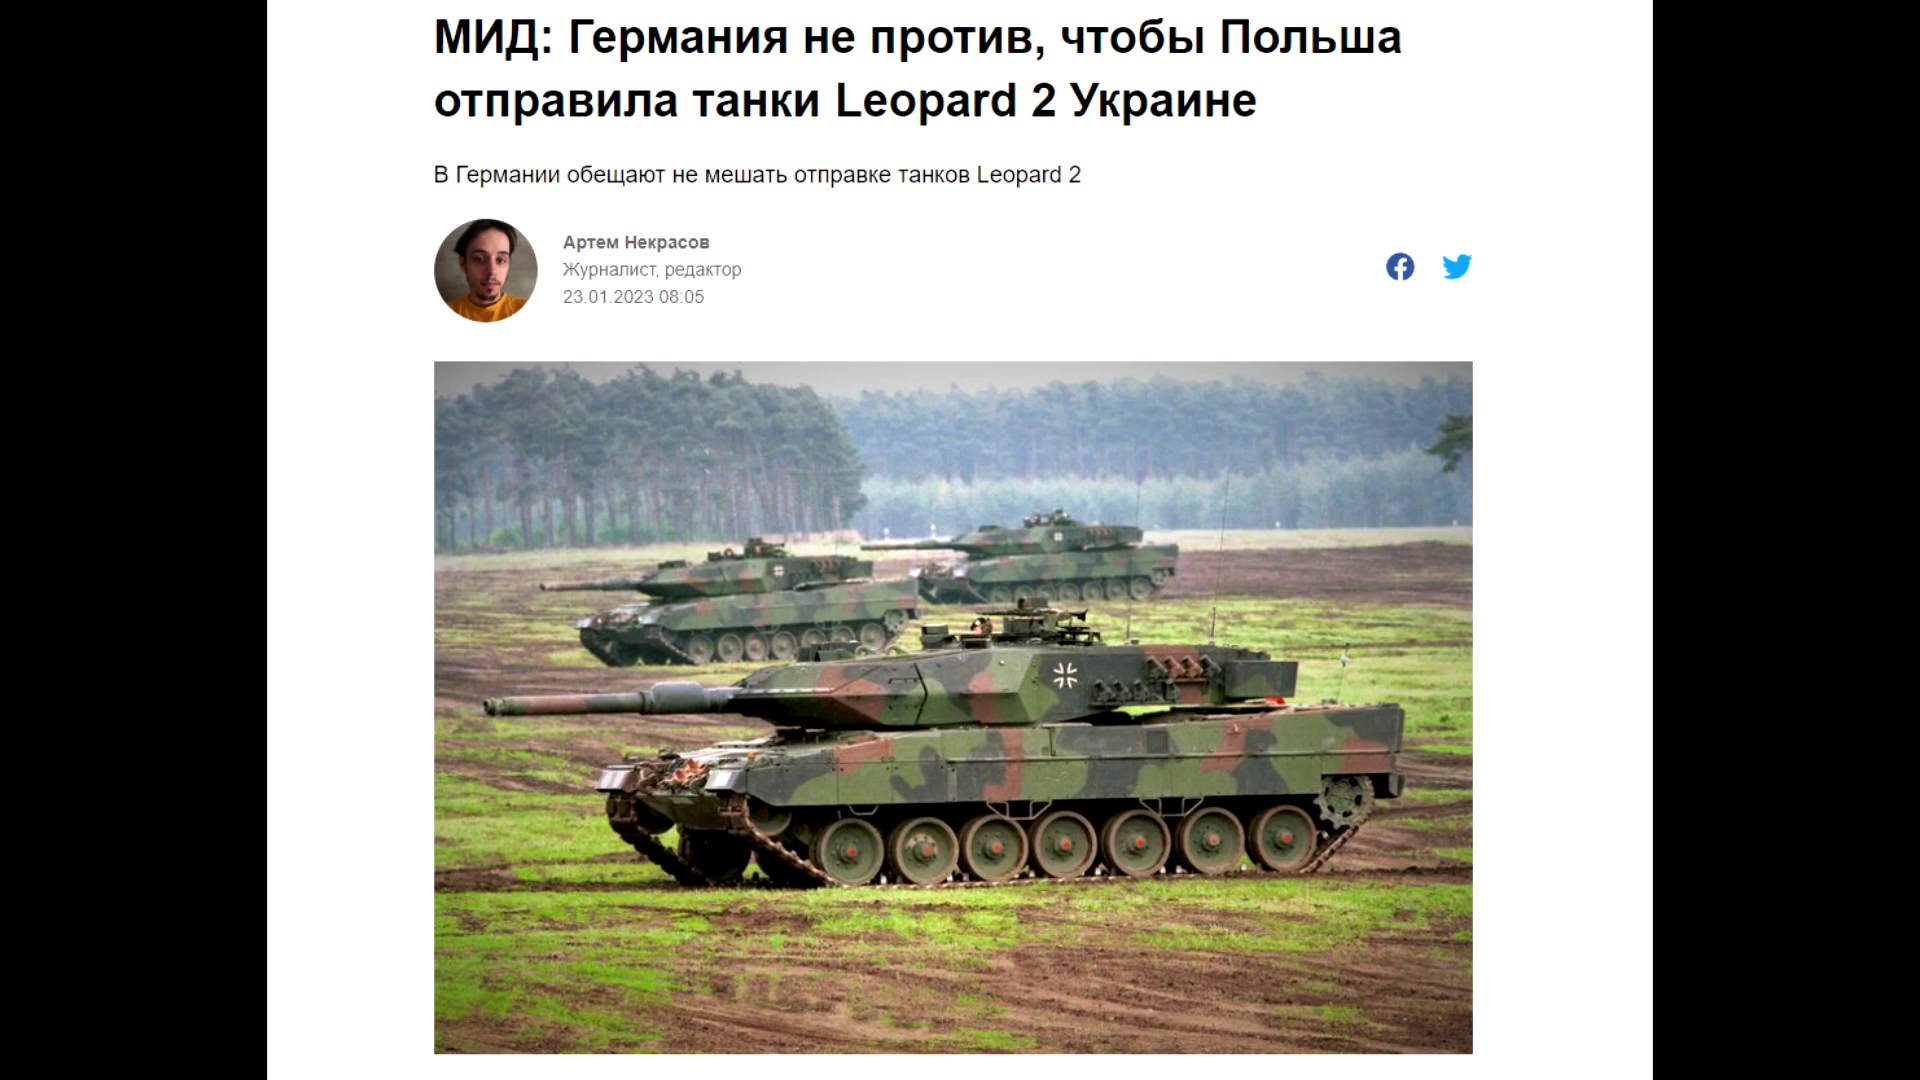 МИД: Германия не против, чтобы Польша
отправила танки Leopard 2 Украине
В Германии обещают не мешать отправке танков Leopard 2
Артем Некрасов
Журналист, редактор
23.01.2023 08:05